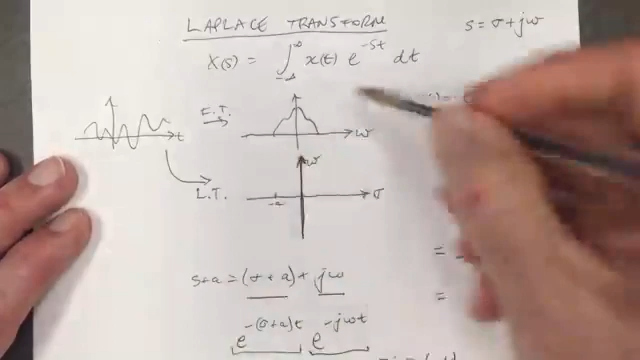 LAPLACE TRANSFORM
s = σ + jω
X(s) = ∫_{-∞}^{∞} x(t) e^{-st} dt
t
F.T.
ω
ω
L.T.
-a
σ
s+a = (σ + a) + jω
=
=
e^{-(σ+a)t} e^{-jωt}